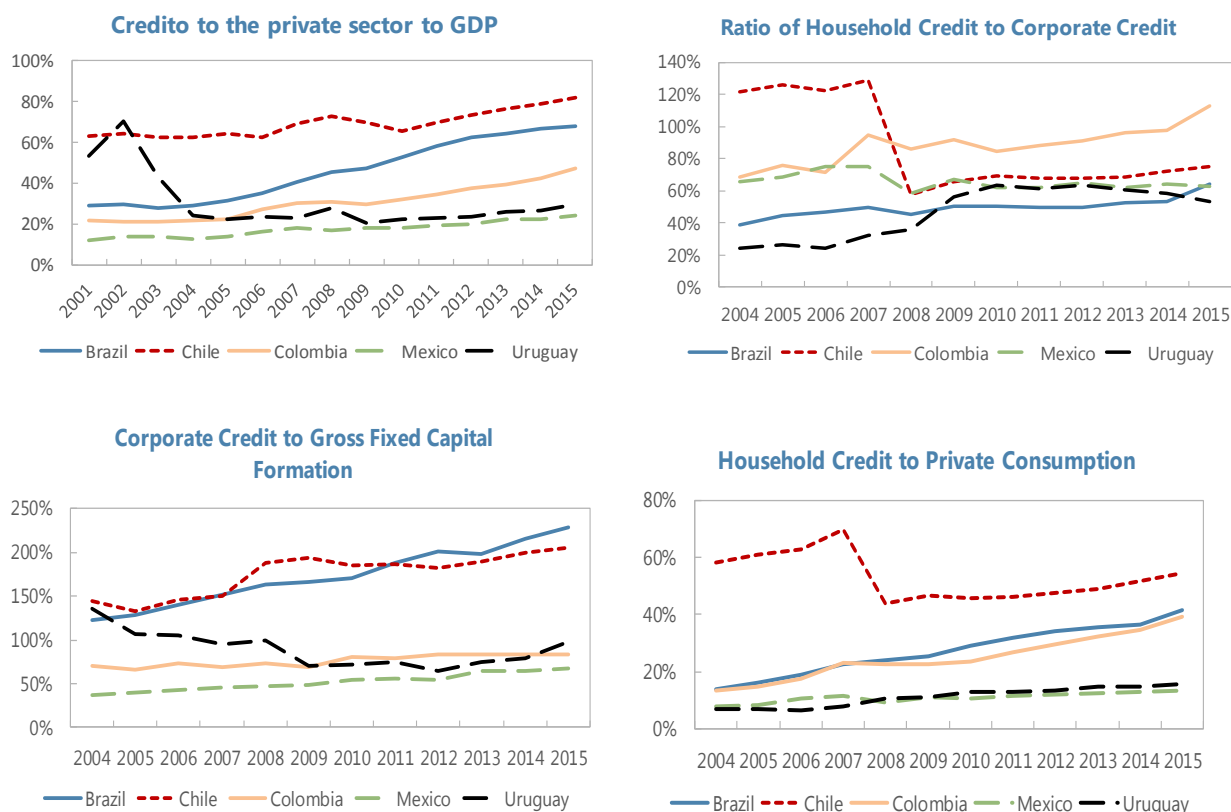 Credito to the private sector to GDP
100%
80%
60%
40%
20%
0%
2001 2002 2003 2004 2005 2006 2007 2008 2009 2010 2011 2012 2013 2014 2015
Brazil Chile Colombia Mexico Uruguay
Ratio of Household Credit to Corporate Credit
140%
120%
100%
80%
60%
40%
20%
0%
2004 2005 2006 2007 2008 2009 2010 2011 2012 2013 2014 2015
Brazil Chile Colombia Mexico Uruguay
Corporate Credit to Gross Fixed Capital
Formation
250%
200%
150%
100%
50%
0%
2004 2005 2006 2007 2008 2009 2010 2011 2012 2013 2014 2015
Brazil Chile Colombia Mexico Uruguay
Household Credit to Private Consumption
80%
60%
40%
20%
0%
2004 2005 2006 2007 2008 2009 2010 2011 2012 2013 2014 2015
Brazil Chile Colombia Mexico Uruguay